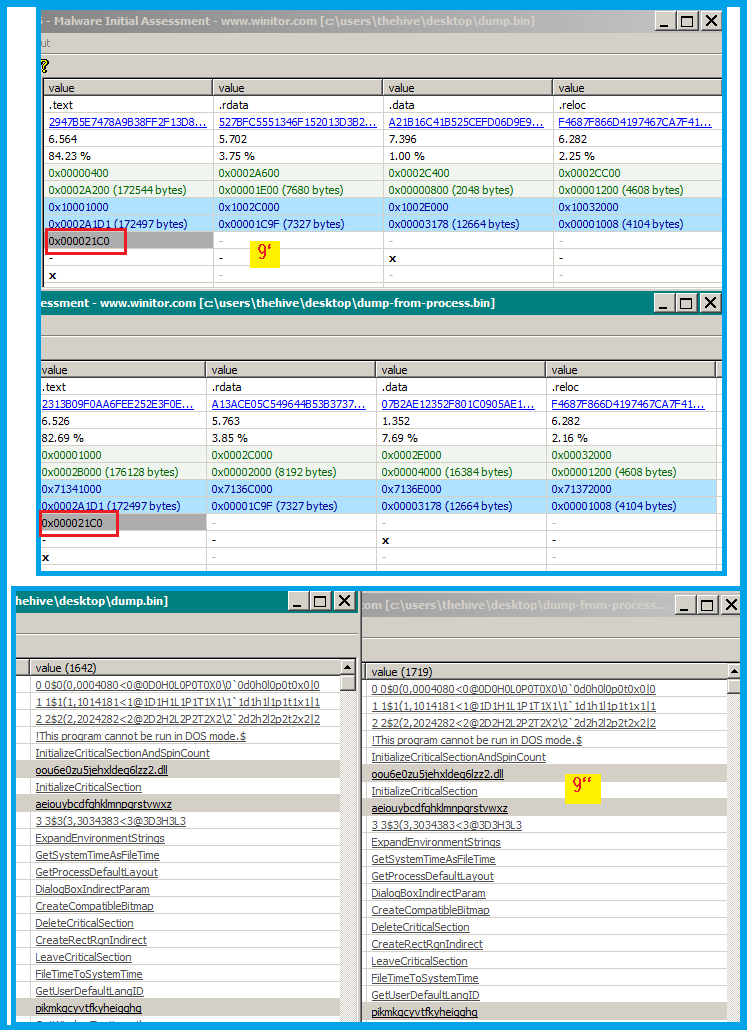 5 - Malware Initial Assessment - www.winitor.com [c:\users\thehive\desktop\dump.bin]
ut
value value value value
.text .rdata .data .reloc
2947B5E7478A9B38FF2F13D8... 527BFC5551346F152013D3B2... A21B16C41B525CEFD06D9E9... F4687F866D4197467CA7F41...
6.564 5.702 7.396 6.282
84.23 % 3.75 % 1.00 % 2.25 %
0x00000400 0x0002A600 0x0002C400 0x0002CC00
0x0002A200 (172544 bytes) 0x00001E00 (7680 bytes) 0x00000800 (2048 bytes) 0x00001200 (4608 bytes)
0x10001000 0x1002C000 0x1002E000 0x10032000
0x0002A1D1 (172497 bytes) 0x00001C9F (7327 bytes) 0x00003178 (12664 bytes) 0x00001008 (4104 bytes)
0x000021C0 - - -
9'
- - x -
x - - -
essment - www.winitor.com [c:\users\thehive\desktop\dump-from-process.bin]
value value value value
.text .rdata .data .reloc
2313B09F0AA6FEE252E3F0E... A13ACE05C549644B53B3737... 07B2AE12352F801C0905AE1... F4687F866D4197467CA7F41...
6.526 5.763 1.352 6.282
82.69 % 3.85 % 7.69 % 2.16 %
0x00001000 0x0002C000 0x0002E000 0x00032000
0x0002B000 (176128 bytes) 0x00002000 (8192 bytes) 0x00004000 (16384 bytes) 0x00001200 (4608 bytes)
0x71341000 0x7136C000 0x7136E000 0x71372000
0x0002A1D1 (172497 bytes) 0x00001C9F (7327 bytes) 0x00003178 (12664 bytes) 0x00001008 (4104 bytes)
0x000021C0 - - -
- - x -
x - - -
hehive\desktop\dump.bin]
value (1642)
0 0$0(0,0004080<0@0D0H0L0P0T0X0\0`0d0h0l0p0t0x0|0
1 1$1(1,1014181<1@1D1H1L1P1T1X1\1`1d1h1l1p1t1x1|1
2 2$2(2,2024282<2@2D2H2L2P2T2X2\2`2d2h2l2p2t2x2|2
!This program cannot be run in DOS mode.$
InitializeCriticalSectionAndSpinCount
oou6e0zu5jehxldeq6lzz2.dll
InitializeCriticalSection
aeiouybcdfghklmnpqrstvwxz
3 3$3(3,3034383<3@3D3H3L3
ExpandEnvironmentStrings
GetSystemTimeAsFileTime
GetProcessDefaultLayout
DialogBoxIndirectParam
CreateCompatibleBitmap
DeleteCriticalSection
CreateRectRgnIndirect
LeaveCriticalSection
FileTimeToSystemTime
GetUserDefaultLangID
pikmkgcyvtfkyheigghg
com [c:\users\thehive\desktop\dump-from-process....
value (1719)
0 0$0(0,0004080<0@0D0H0L0P0T0X0\0`0d0h0l0p0t0x0|0
1 1$1(1,1014181<1@1D1H1L1P1T1X1\1`1d1h1l1p1t1x1|1
2 2$2(2,2024282<2@2D2H2L2P2T2X2\2`2d2h2l2p2t2x2|2
!This program cannot be run in DOS mode.$
InitializeCriticalSectionAndSpinCount
oou6e0zu5jehxldeq6lzz2.dll
9''
InitializeCriticalSection
aeiouybcdfghklmnpqrstvwxz
3 3$3(3,3034383<3@3D3H3L3
ExpandEnvironmentStrings
GetSystemTimeAsFileTime
GetProcessDefaultLayout
DialogBoxIndirectParam
CreateCompatibleBitmap
DeleteCriticalSection
CreateRectRgnIndirect
LeaveCriticalSection
FileTimeToSystemTime
GetUserDefaultLangID
pikmkgcyvtfkyheigghg